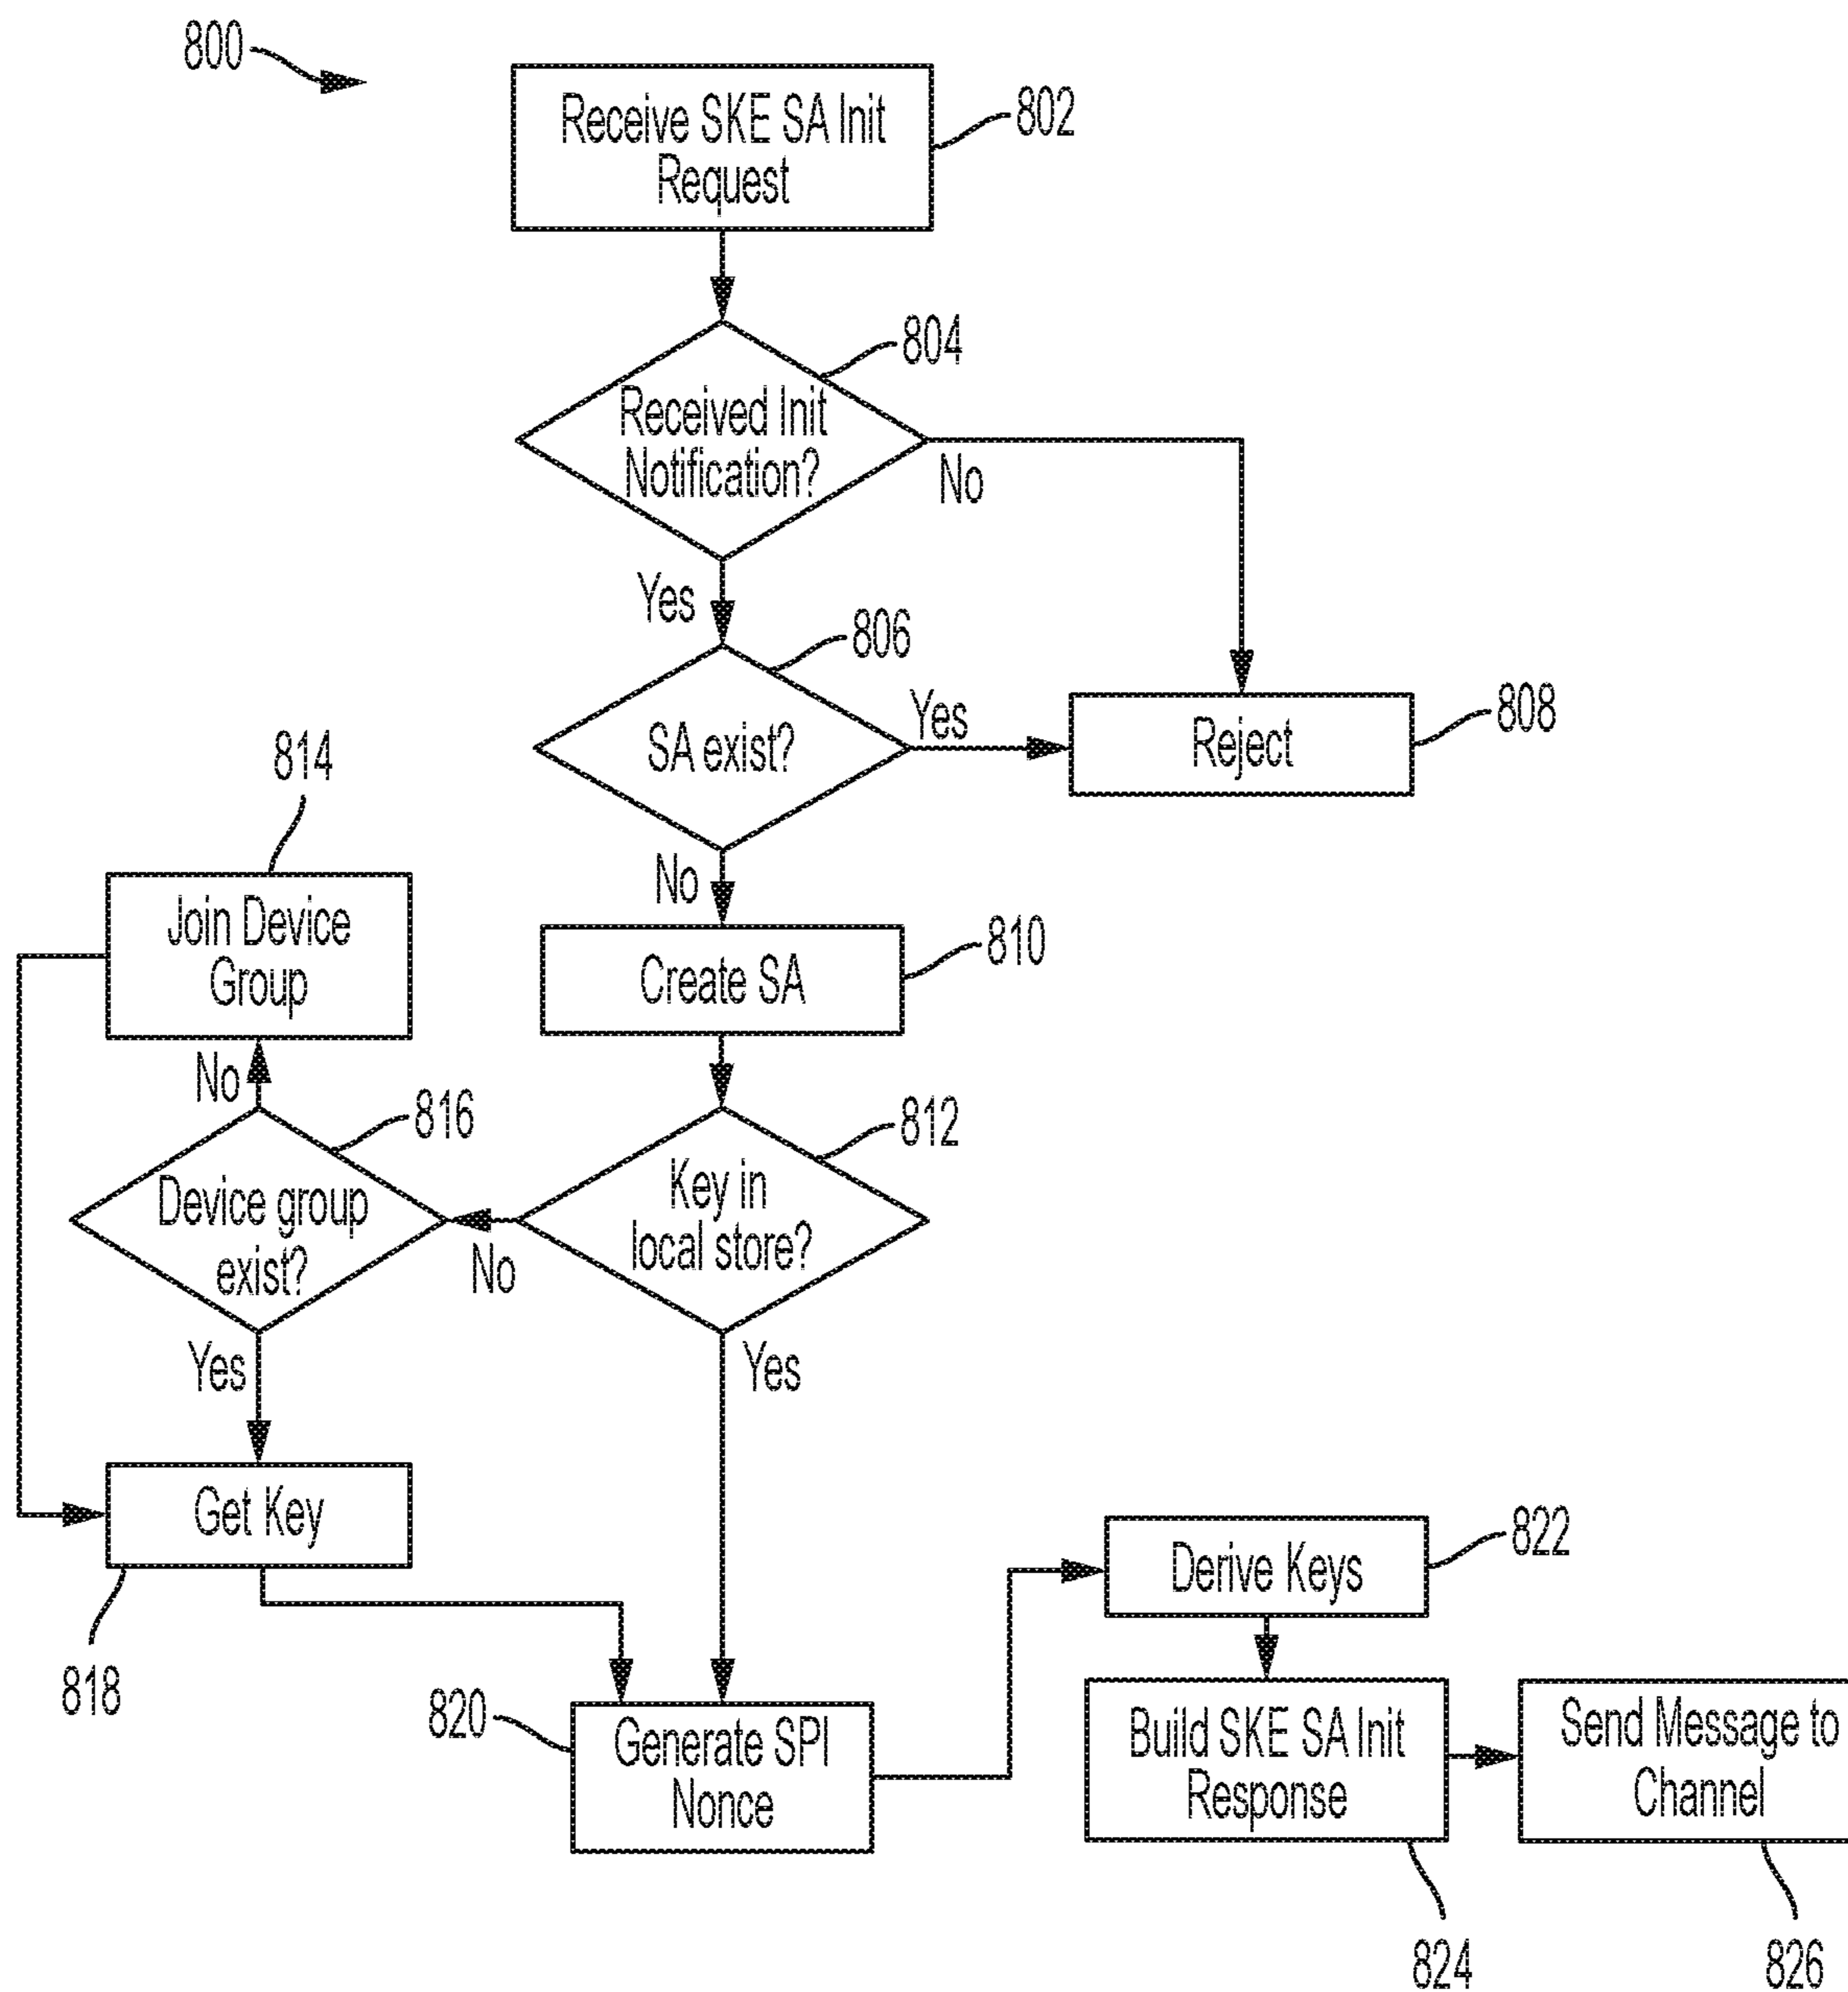 800
Receive SKE SA Init
Request
802
804
Received Init
Notification?
No
Yes
806
SA exist?
Yes
Reject
808
No
814
Join Device
Group
Create SA
810
No
816
Device group
exist?
No
812
Key in
local store?
Yes
Yes
Get Key
818
820
Generate SPI
Nonce
Derive Keys
822
Build SKE SA Init
Response
824
Send Message to
Channel
826